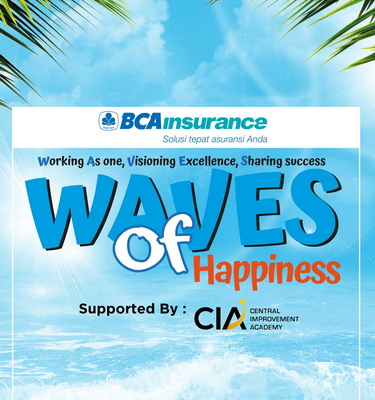 BCAinsurance
Solusi tepat asuransi Anda
Working As one, Visioning Excellence, Sharing success
WAVES
Of
Happiness
Supported By :
CIA
CENTRAL
IMPROVEMENT
ACADEMY